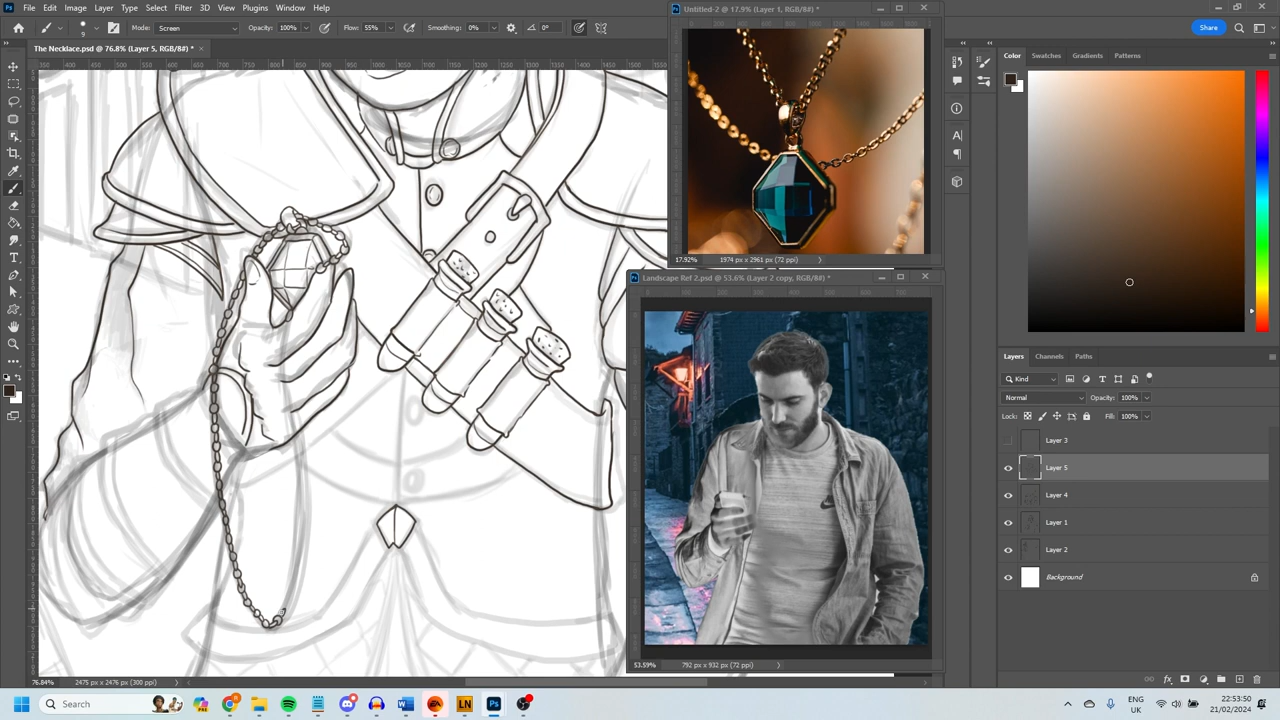 File Edit Image Layer Type Select Filter 3D View Plugins Window Help
Mode: Screen Opacity: 100% Flow: 55% Smoothing: 0% 0°
Share
The Necklace.psd @ 76.8% (Layer 5, RGB/8#) *
Untitled-2 @ 17.9% (Layer 1, RGB/8#) *
17.92% 1974 px x 2961 px (72 ppi)
Landscape Ref 2.psd @ 53.6% (Layer 2 copy, RGB/8#) *
53.59% 792 px x 932 px (72 ppi)
Color Swatches Gradients Patterns
Layers Channels Paths
Kind
Normal Opacity: 100%
Lock: Fill: 100%
Layer 3
Layer 5
Layer 4
Layer 1
Layer 2
Background
76.84% 2475 px x 2476 px (300 ppi)
Search
ENG
UK
22:53:50
21/02/2024